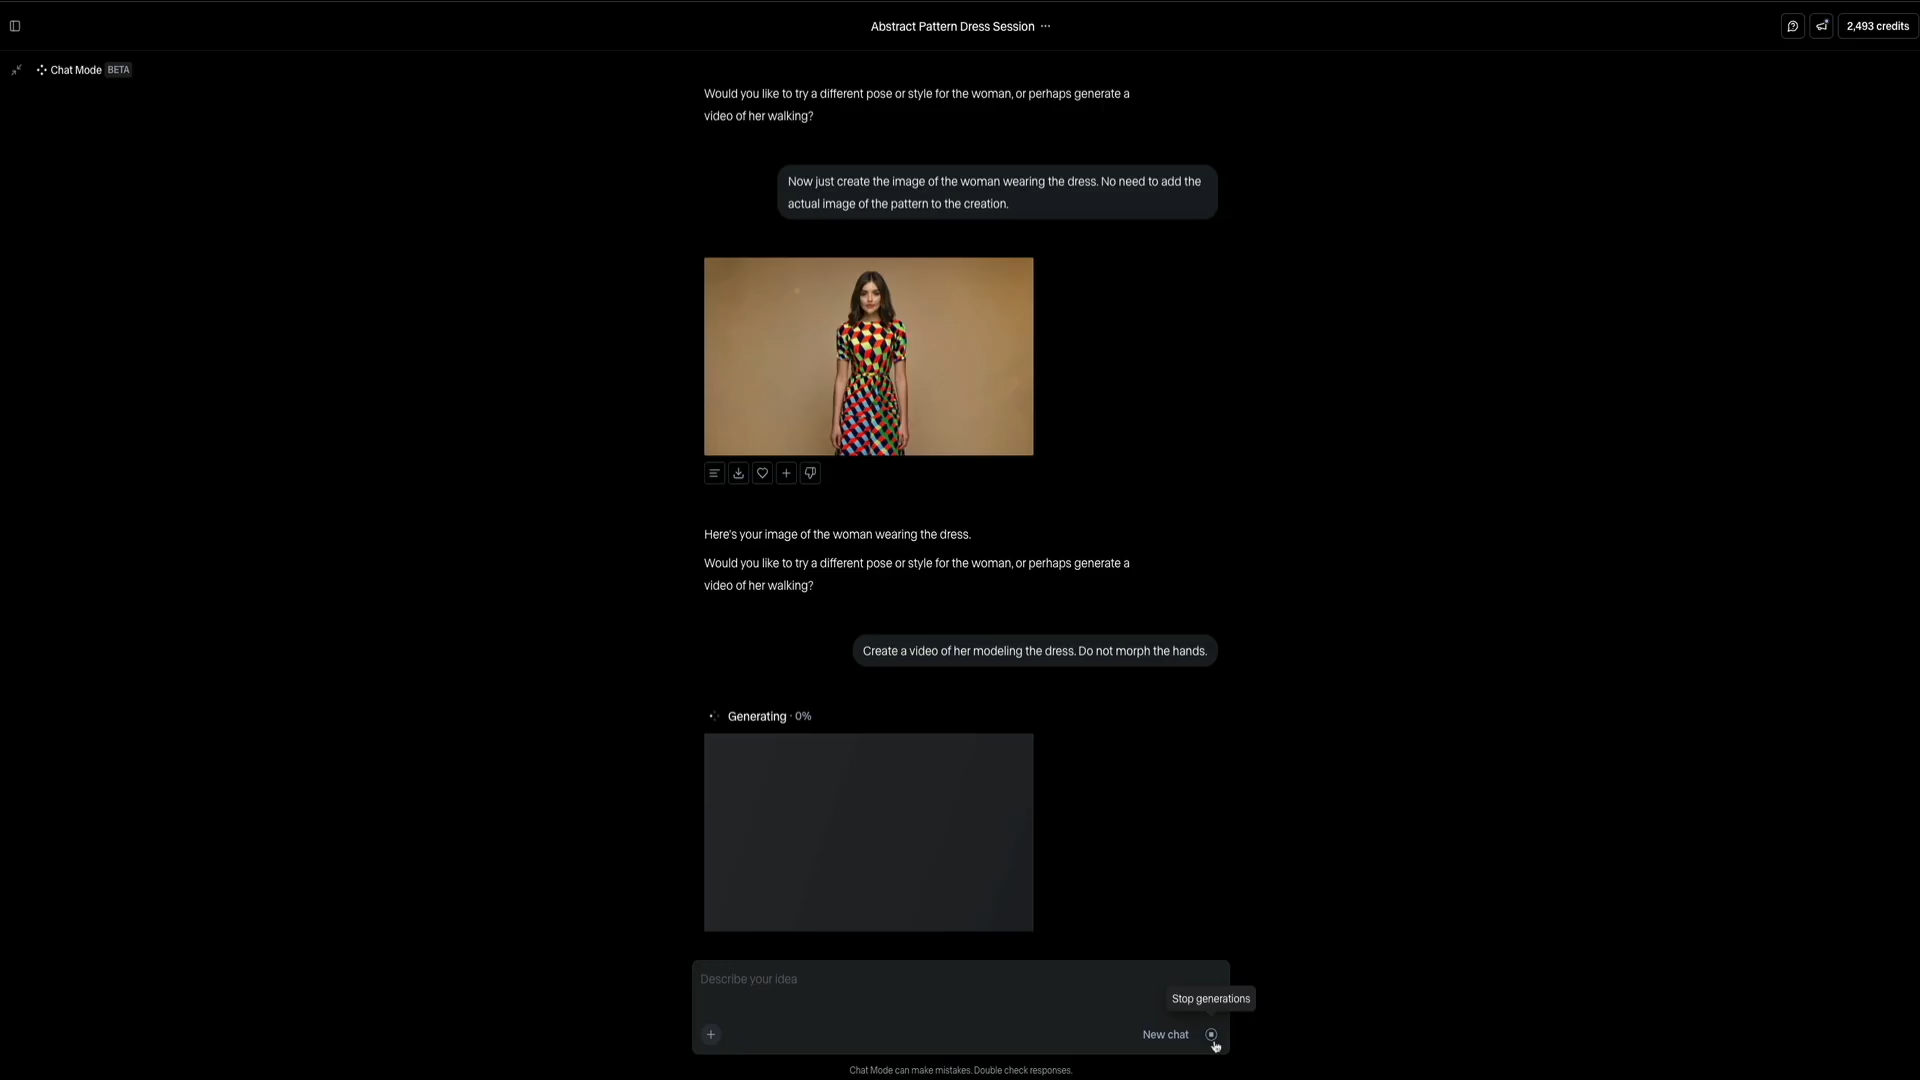 Abstract Pattern Dress Session ...
2,493 credits
Chat Mode BETA
Would you like to try a different pose or style for the woman, or perhaps generate a
video of her walking?
Now just create the image of the woman wearing the dress. No need to add the
actual image of the pattern to the creation.
Here's your image of the woman wearing the dress.
Would you like to try a different pose or style for the woman, or perhaps generate a
video of her walking?
Create a video of her modeling the dress. Do not morph the hands.
Generating · 0%
Describe your idea
Stop generations
New chat
Chat Mode can make mistakes. Double check responses.